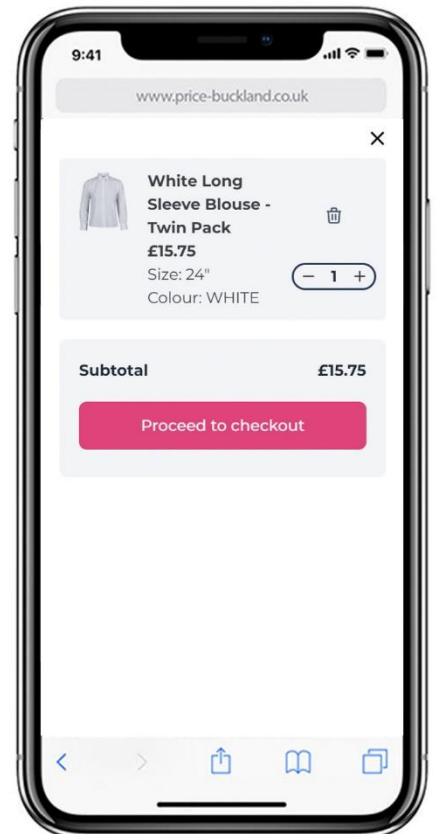 9:41
www.price-buckland.co.uk
White Long
Sleeve Blouse -
Twin Pack
£15.75
Size: 24"
Colour: WHITE
− 1 +
Subtotal £15.75
Proceed to checkout